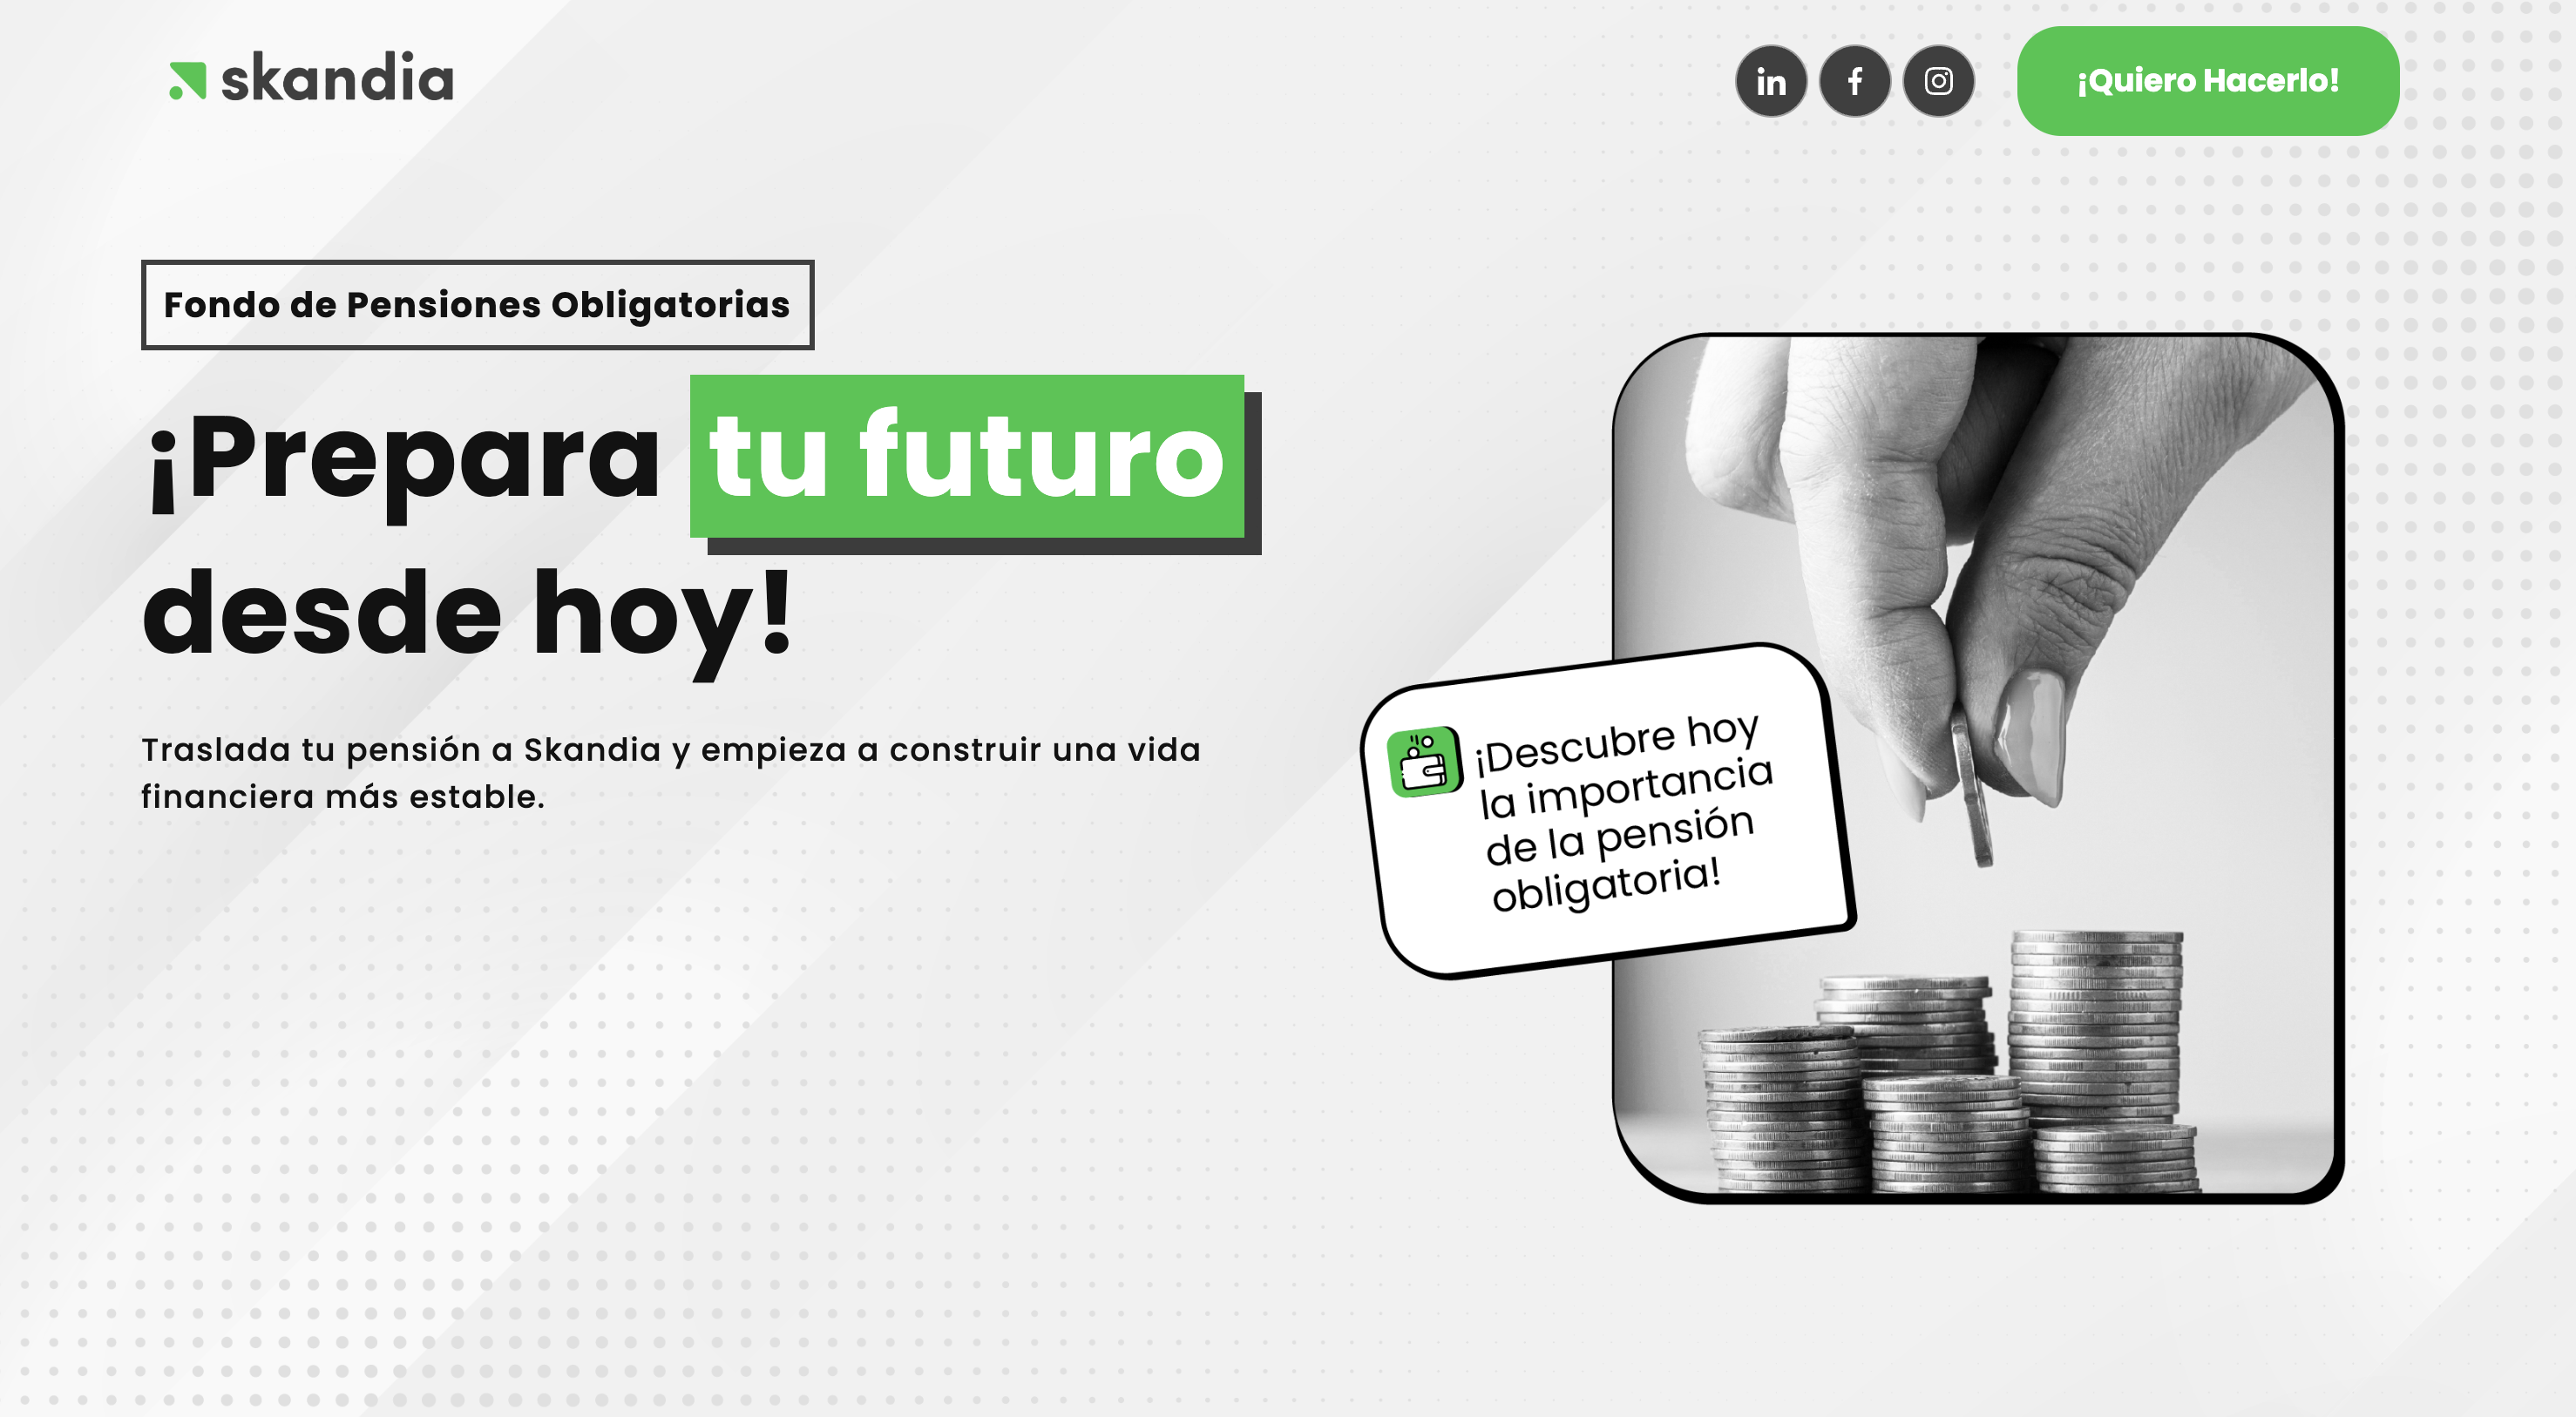 skandia
¡Quiero Hacerlo!
Fondo de Pensiones Obligatorias
¡Prepara tu futuro
desde hoy!
Traslada tu pensión a Skandia y empieza a construir una vida
financiera más estable.
¡Descubre hoy
la importancia
de la pensión
obligatoria!